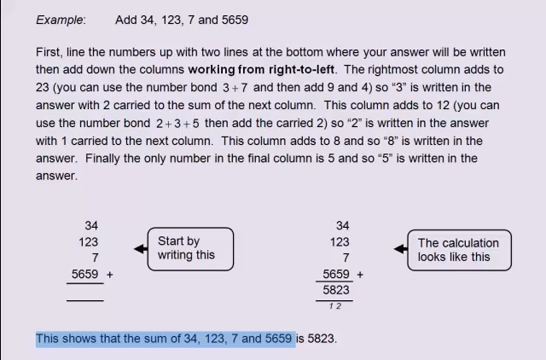 Example: Add 34, 123, 7 and 5659
First, line the numbers up with two lines at the bottom where your answer will be written
then add down the columns working from right-to-left. The rightmost column adds to
23 (you can use the number bond 3+7 and then add 9 and 4) so “3” is written in the
answer with 2 carried to the sum of the next column. This column adds to 12 (you can
use the number bond 2+3+5 then add the carried 2) so “2” is written in the answer
with 1 carried to the next column. This column adds to 8 and so “8” is written in the
answer. Finally the only number in the final column is 5 and so “5” is written in the
answer.
34
123
7
5659 +
Start by
writing this
34
123
7
5659 +
5823
1 2
The calculation
looks like this
This shows that the sum of 34, 123, 7 and 5659 is 5823.